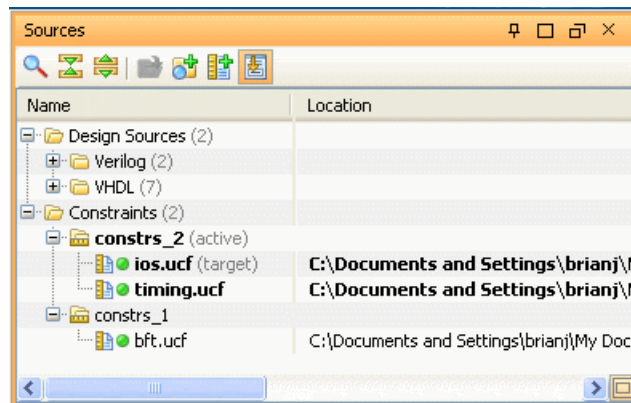 Sources
Name Location
Design Sources (2)
Verilog (2)
VHDL (7)
Constraints (2)
constrs_2 (active)
ios.ucf (target) C:\Documents and Settings\brianj\M
timing.ucf C:\Documents and Settings\brianj\M
constrs_1
bft.ucf C:\Documents and Settings\brianj\My Doc